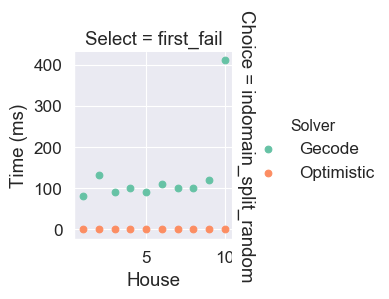 Select = first_fail
Time (ms)
400
300
200
100
0
5
10
House
Choice = indomain_split_random
Solver
Gecode
Optimistic